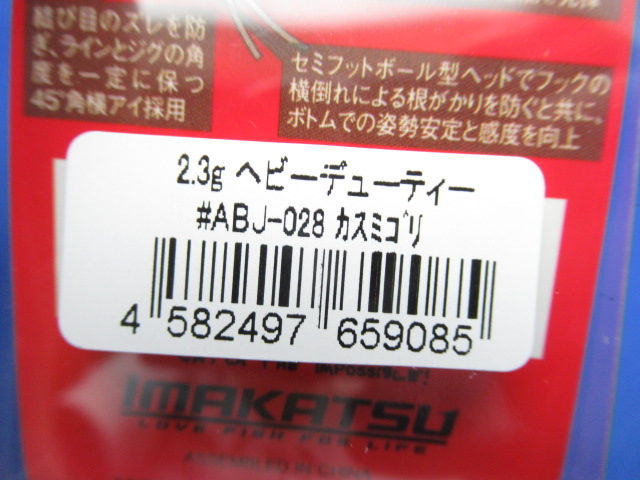 結び目のスレを防
ぎ、ラインとジグの角
度を一定に保つ
45°角横アイ採用
セミフットボール型ヘッドでフックの
横倒れによる根がかりを防ぐと共に、
ボトムでの姿勢安定と感度を向上
2.3g ヘビーデューティー
#ABJ-028 カスミゴリ
4 582497 659085
IMPOSSIBLE!
IMAKATSU
LOVE FISH FOR LIFE
ASSEMBLED IN CHINA